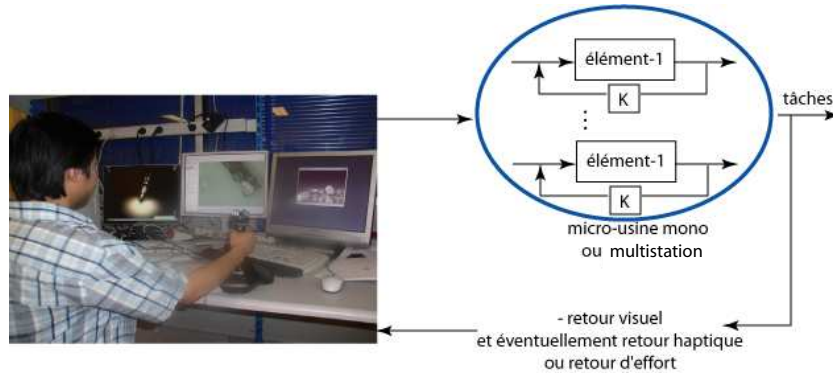 élément-1
K
tâches
élément-1
K
micro-usine mono
ou multistation
- retour visuel
et éventuellement retour haptique
ou retour d'effort